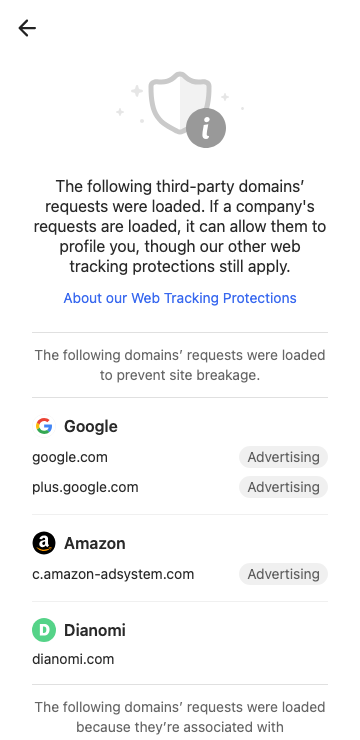 The following third-party domains’
requests were loaded. If a company's
requests are loaded, it can allow them to
profile you, though our other web
tracking protections still apply.
About our Web Tracking Protections
The following domains’ requests were loaded
to prevent site breakage.
Google
google.com Advertising
plus.google.com Advertising
Amazon
c.amazon-adsystem.com Advertising
D Dianomi
dianomi.com
The following domains’ requests were loaded
because they’re associated with